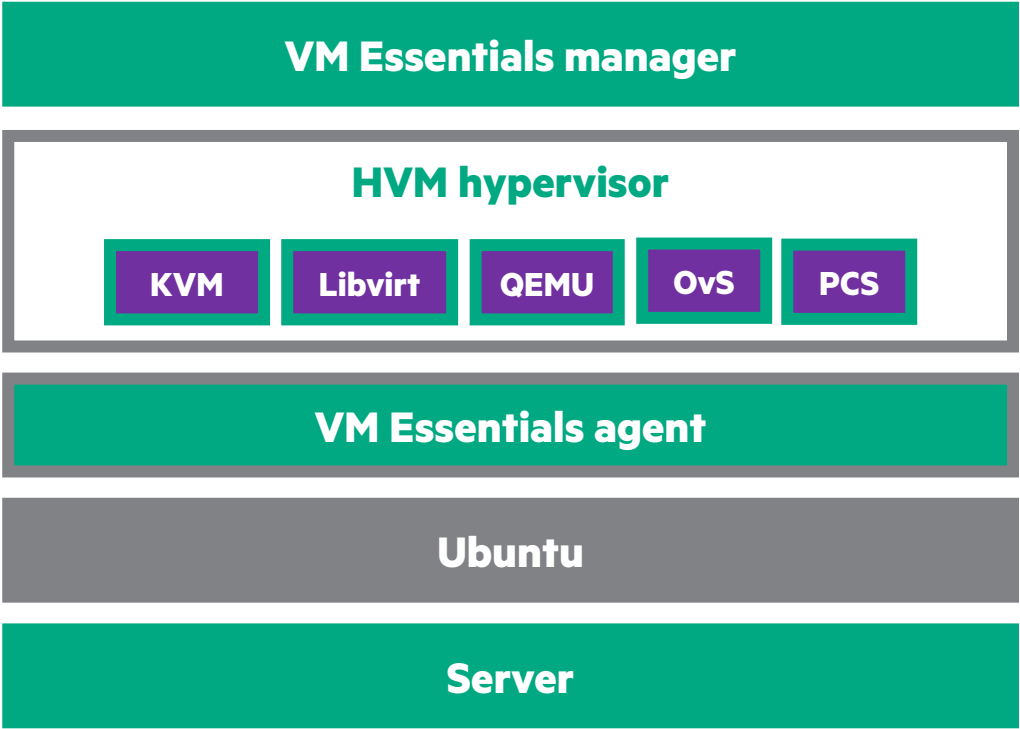 VM Essentials manager
HVM hypervisor
KVM Libvirt QEMU OvS PCS
VM Essentials agent
Ubuntu
Server